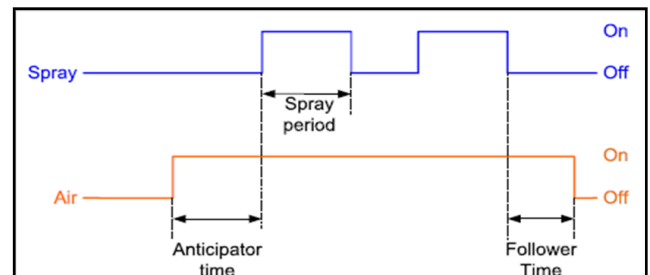 On
Spray
Off
Spray
period
On
Air
Off
Anticipator
time
Follower
Time